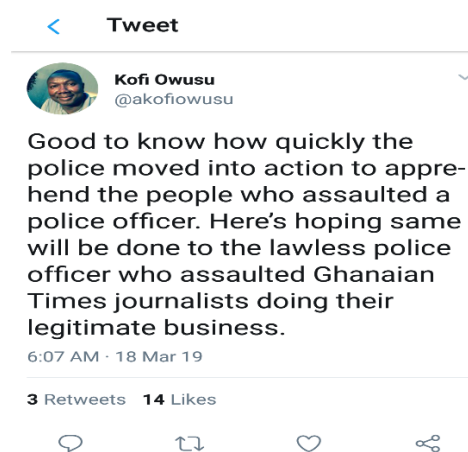 Tweet
Kofi Owusu
@akofiowusu
Good to know how quickly the
police moved into action to appre-
hend the people who assaulted a
police officer. Here's hoping same
will be done to the lawless police
officer who assaulted Ghanaian
Times journalists doing their
legitimate business.
6:07 AM · 18 Mar 19
3 Retweets 14 Likes